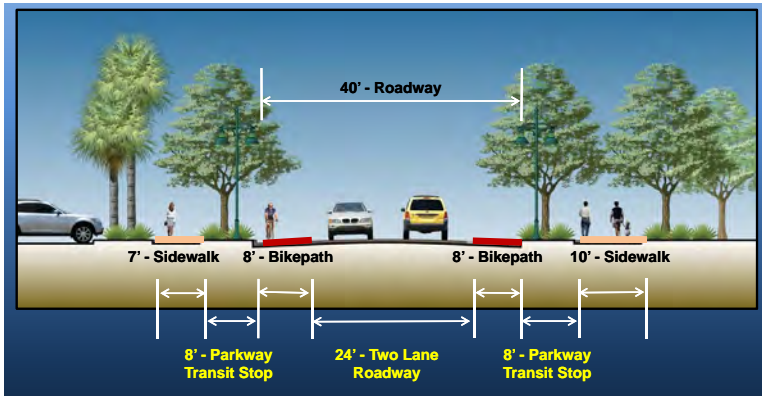 40’ - Roadway
7’ - Sidewalk
8’ - Bikepath
8’ - Bikepath
10’ - Sidewalk
8’ - Parkway
Transit Stop
24’ - Two Lane
Roadway
8’ - Parkway
Transit Stop